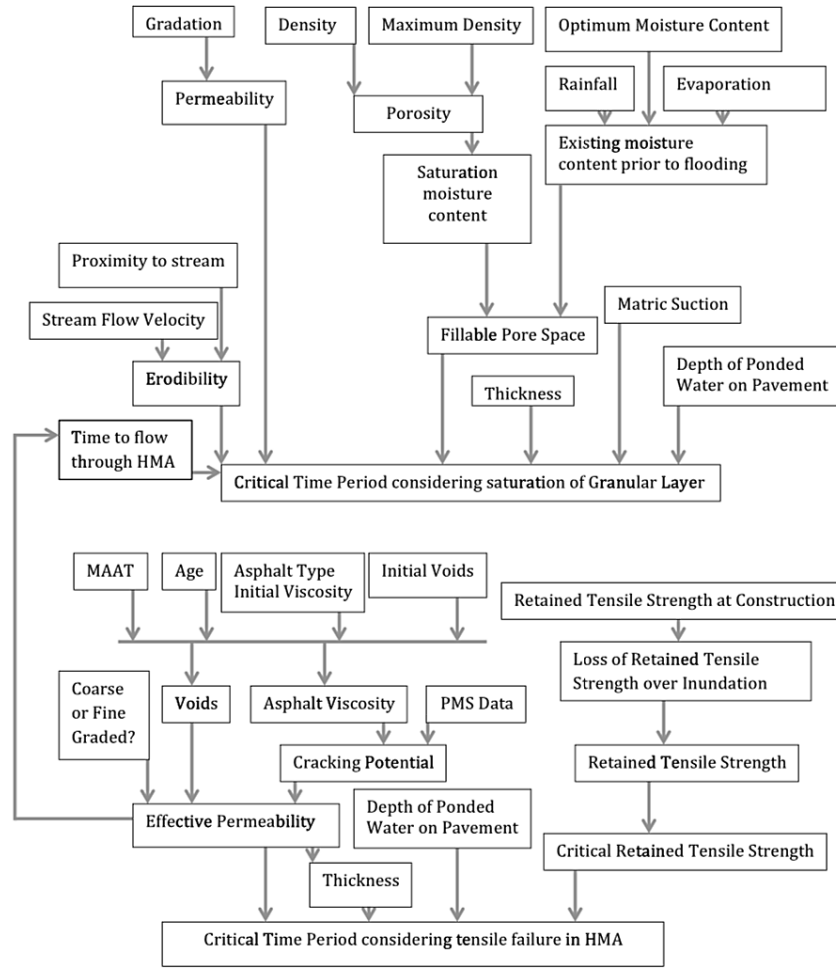 Gradation
Density
Maximum Density
Optimum Moisture Content
Permeability
Porosity
Rainfall
Evaporation
Existing moisture
content prior to flooding
Saturation
moisture
content
Proximity to stream
Stream Flow Velocity
Fillable Pore Space
Matric Suction
Erodibility
Thickness
Depth of Ponded
Water on Pavement
Time to flow
through HMA
Critical Time Period considering saturation of Granular Layer
MAAT
Age
Asphalt Type
Initial Viscosity
Initial Voids
Retained Tensile Strength at Construction
Loss of Retained Tensile
Strength over Inundation
Coarse
or Fine
Graded?
Voids
Asphalt Viscosity
PMS Data
Cracking Potential
Retained Tensile Strength
Effective Permeability
Depth of Ponded
Water on Pavement
Critical Retained Tensile Strength
Thickness
Critical Time Period considering tensile failure in HMA